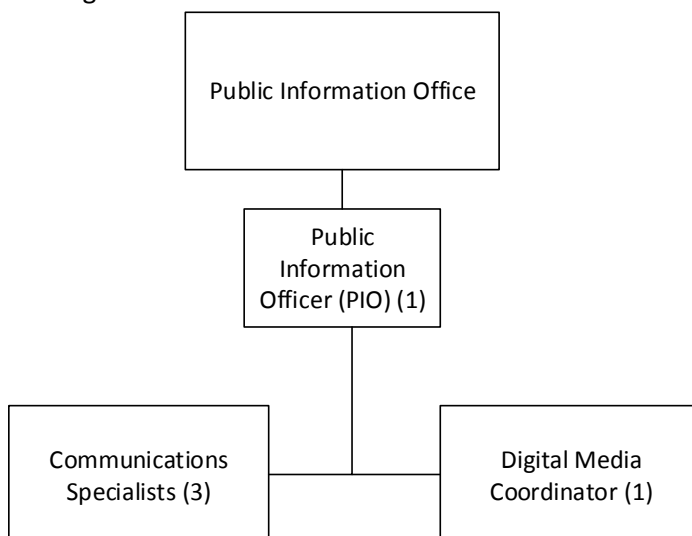 Public Information Office
Public
Information
Officer (PIO) (1)
Communications
Specialists (3)
Digital Media
Coordinator (1)